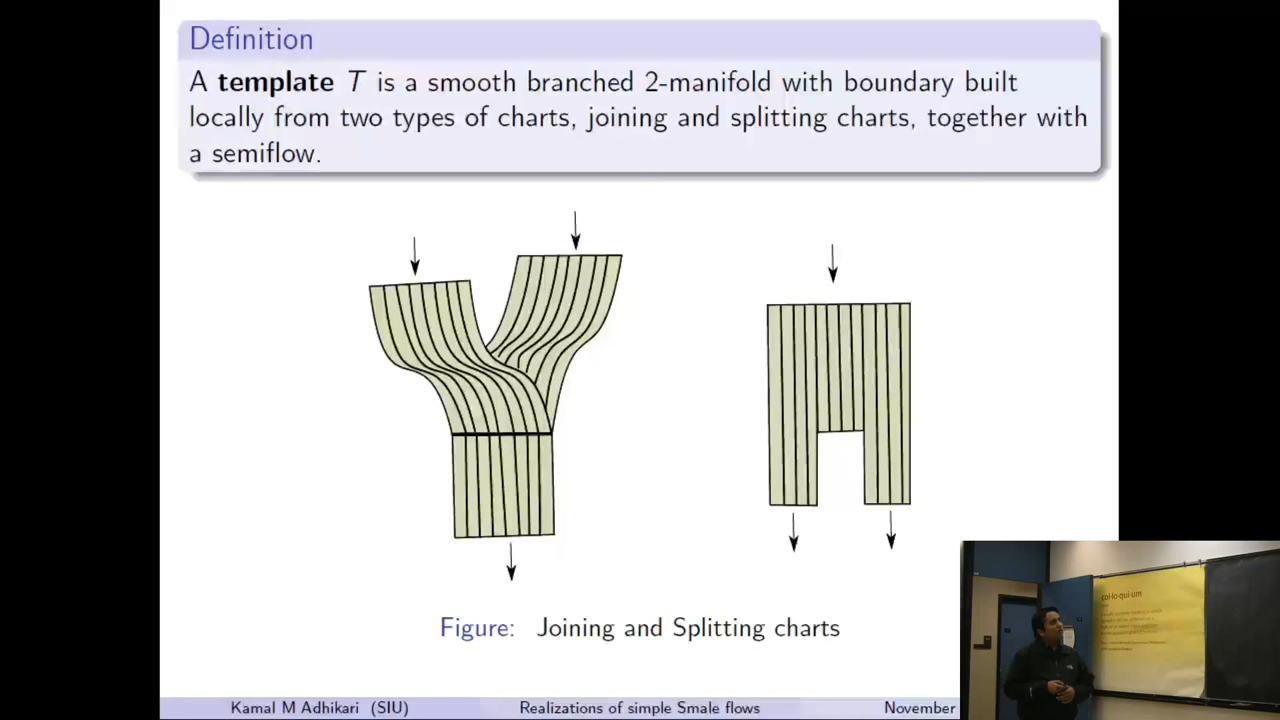 Definition
A template T is a smooth branched 2-manifold with boundary built
locally from two types of charts, joining and splitting charts, together with
a semiflow.
Figure: Joining and Splitting charts
Kamal M Adhikari (SIU) Realizations of simple Smale flows November
col·lo·qui·um